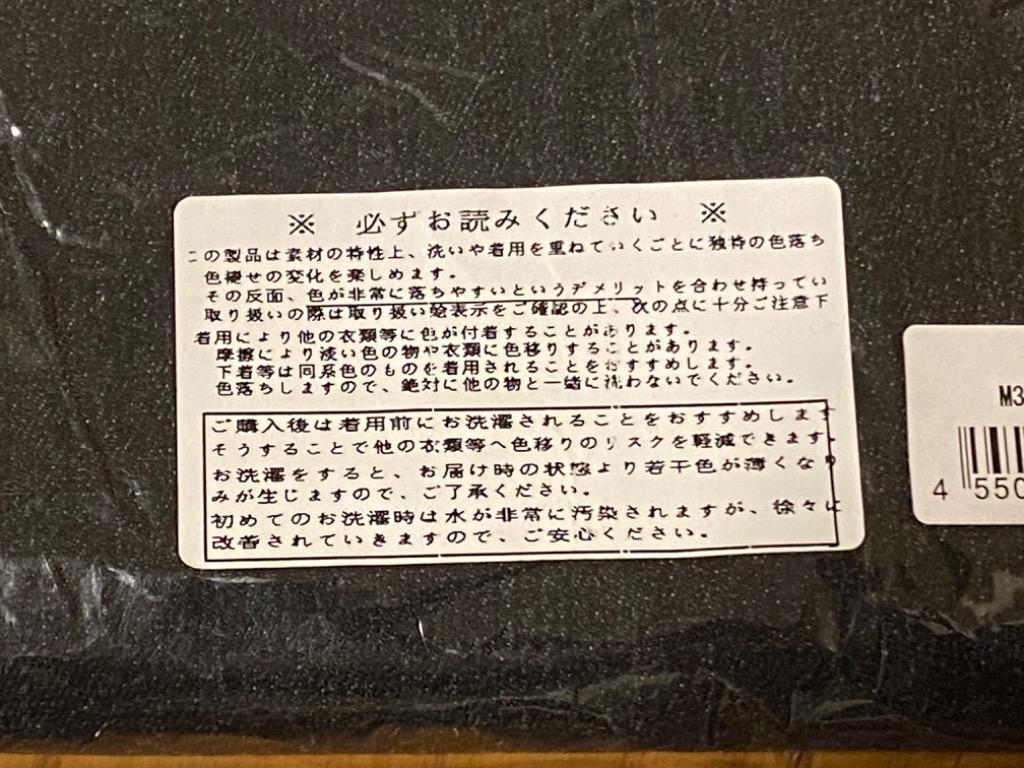 ※ 必ずお読みください ※
この製品は素材の特性上、洗いや着用を重ねていくごとに独特の色落ち
色褪せの変化を楽しめます。
その反面、色が非常に落ちやすいというデメリットを合わせ持ってい
取り扱いの際は取り扱い絵表示をご確認の上、次の点に十分ご注意下
着用により他の衣類等に色が付着することがあります。
摩擦により淡い色の物や衣類に色移りすることがあります。
下着等は同系色のものを着用されることをおすすめします。
色落ちしますので、絶対に他の物と一緒に洗わないでください。
ご購入後は着用前にお洗濯されることをおすすめします
そうすることで他の衣類等へ色移りのリスクを軽減できます。
お洗濯をすると、お届け時の状態より若干色が薄くなり
みが生じますので、ご了承ください。
初めてのお洗濯時は水が非常に汚染されますが、徐々に
改善されていきますので、ご安心ください。
M3
4 550